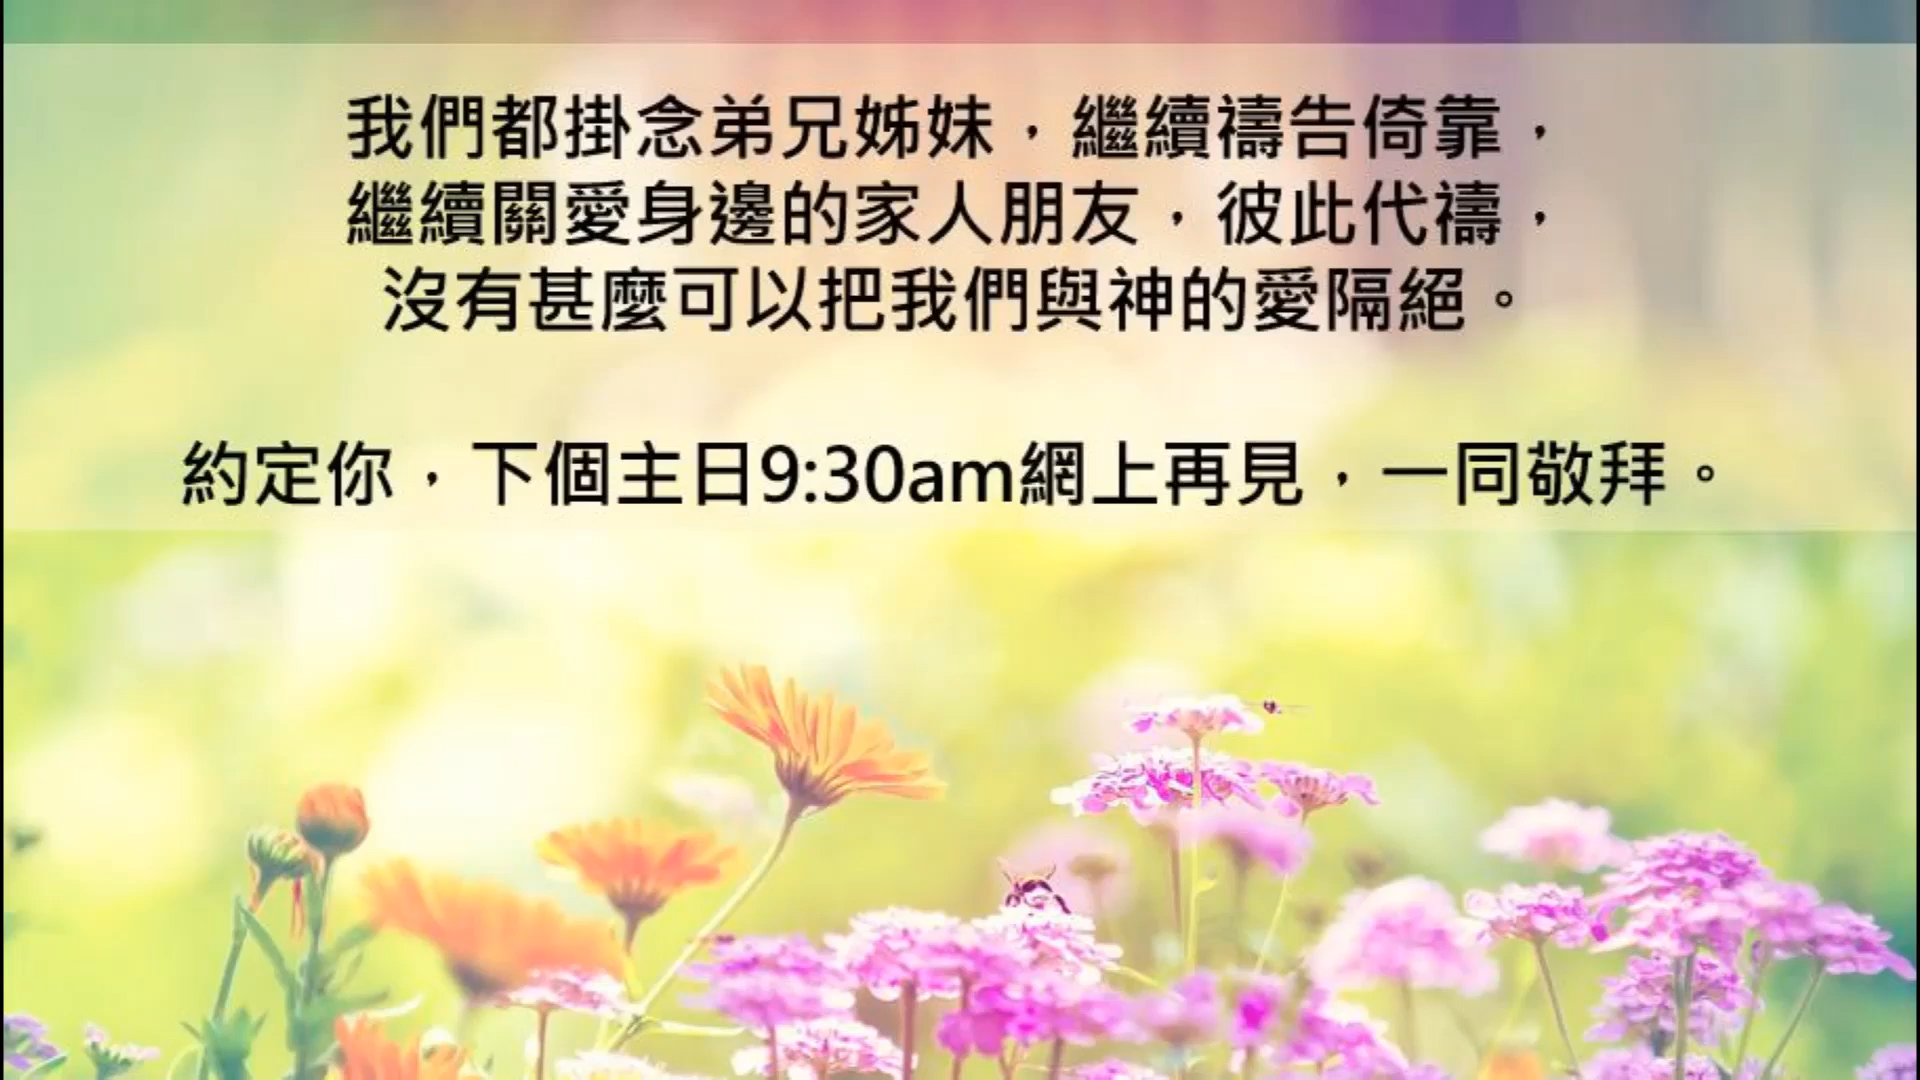 我們都掛念弟兄姊妹，繼續禱告倚靠，
繼續關愛身邊的家人朋友，彼此代禱，
沒有甚麼可以把我們與神的愛隔絕。
約定你，下個主日9:30am網上再見，一同敬拜。